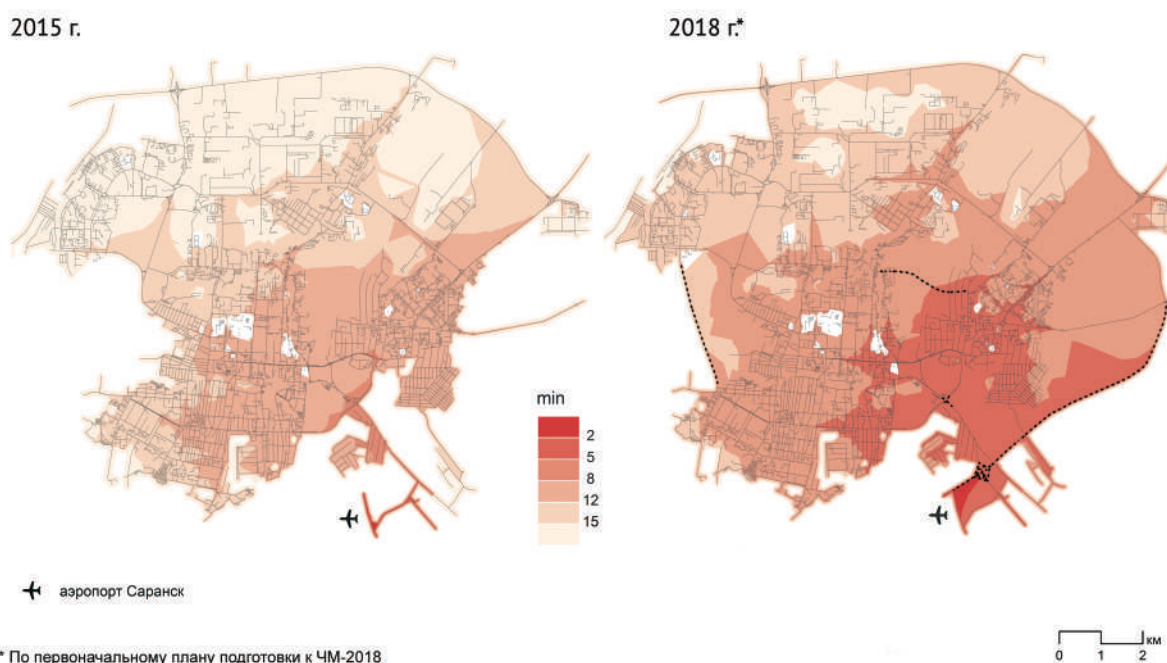 2015 г.
2018 г.*
min
2
5
8
12
15
аэропорт Саранск
* По первоначальному плану подготовки к ЧМ-2018
км
0 1 2